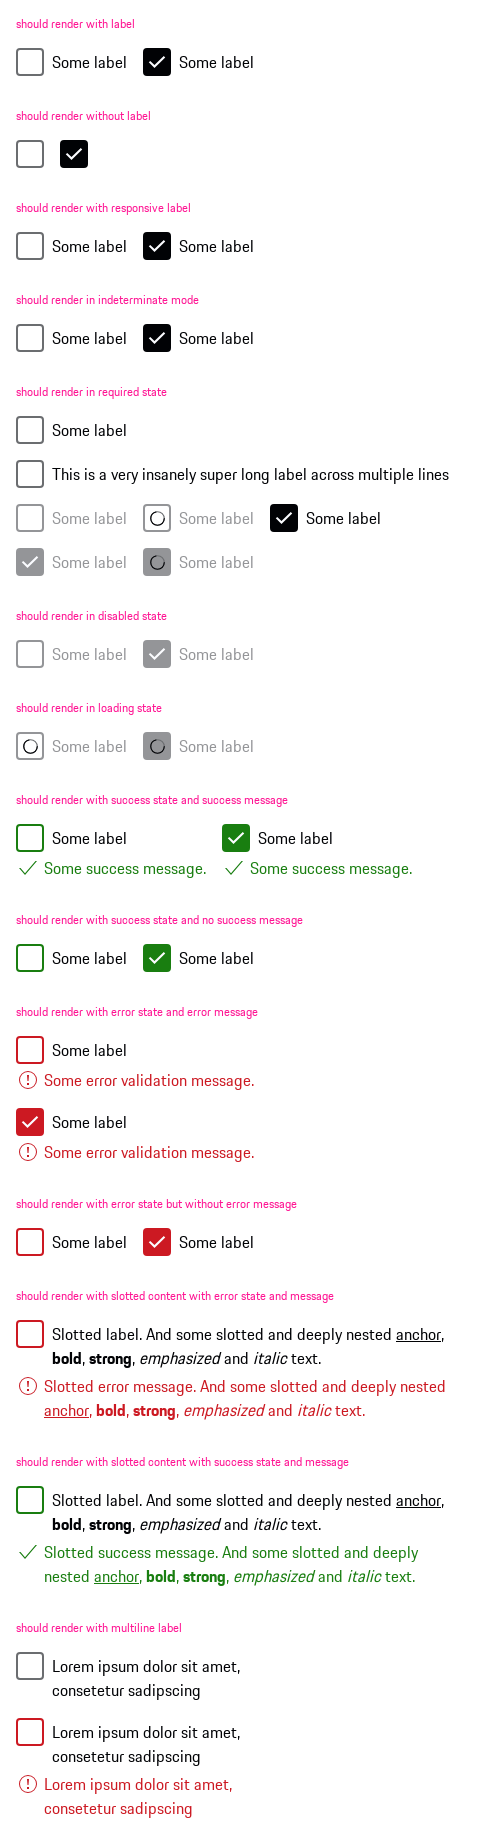 should render with label
Some label Some label
should render without label
should render with responsive label
Some label Some label
should render in indeterminate mode
Some label Some label
should render in required state
Some label
This is a very insanely super long label across multiple lines
Some label Some label Some label
Some label Some label
should render in disabled state
Some label Some label
should render in loading state
Some label Some label
should render with success state and success message
Some label Some label
Some success message. Some success message.
should render with success state and no success message
Some label Some label
should render with error state and error message
Some label
Some error validation message.
Some label
Some error validation message.
should render with error state but without error message
Some label Some label
should render with slotted content with error state and message
Slotted label. And some slotted and deeply nested anchor,
bold, strong, emphasized and italic text.
Slotted error message. And some slotted and deeply nested
anchor, bold, strong, emphasized and italic text.
should render with slotted content with success state and message
Slotted label. And some slotted and deeply nested anchor,
bold, strong, emphasized and italic text.
Slotted success message. And some slotted and deeply
nested anchor, bold, strong, emphasized and italic text.
should render with multiline label
Lorem ipsum dolor sit amet,
consetetur sadipscing
Lorem ipsum dolor sit amet,
consetetur sadipscing
Lorem ipsum dolor sit amet,
consetetur sadipscing